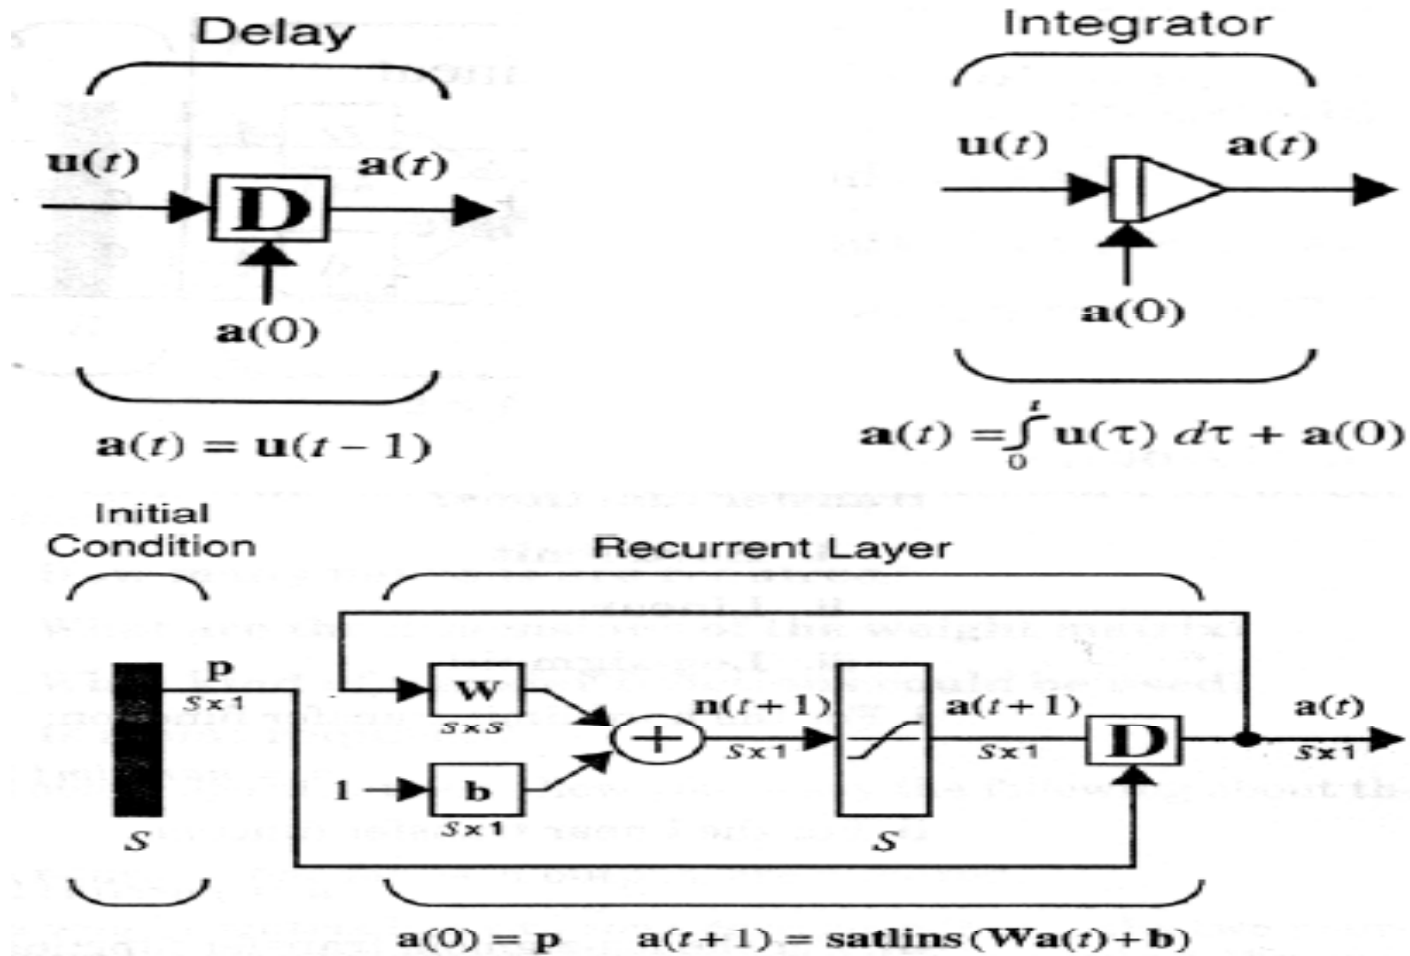 Delay
u(t)
a(t)
D
a(0)
a(t) = u(t – 1)
Integrator
u(t)
a(t)
a(0)
a(t) = ∫₀ᵗ u(τ) dτ + a(0)
Initial
Condition
Recurrent Layer
p
S x 1
S
W
S x S
1
b
S x 1
+
n(t + 1)
S x 1
S
a(t + 1)
S x 1
D
a(t)
S x 1
a(0) = p
a(t + 1) = satlins (Wa(t) + b)